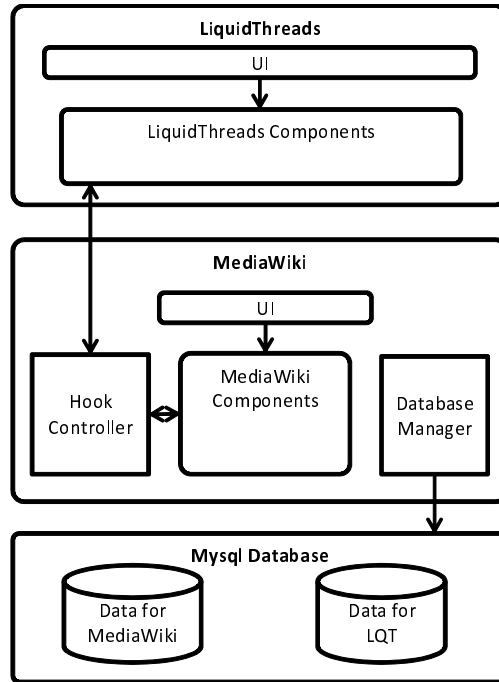 LiquidThreads
UI
LiquidThreads Components
MediaWiki
UI
Hook
Controller
MediaWiki
Components
Database
Manager
Mysql Database
Data for
MediaWiki
Data for
LQT